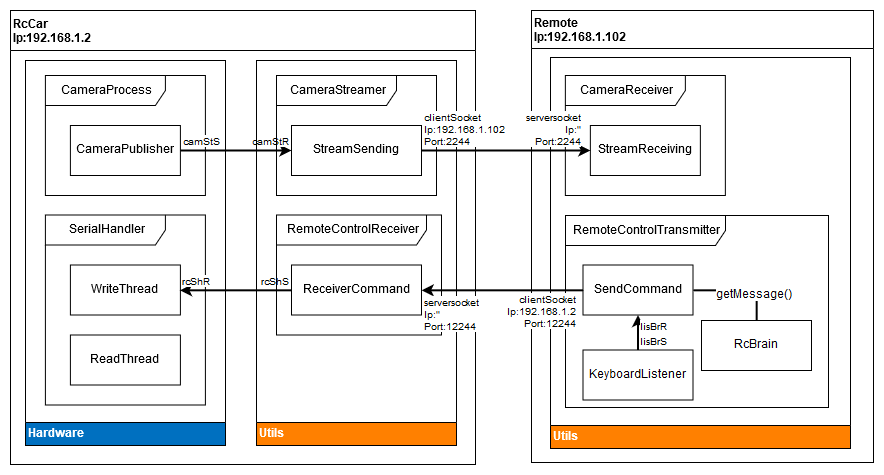 RcCar
Ip:192.168.1.2
CameraProcess
CameraPublisher
camStS
CameraStreamer
camStR
StreamSending
clientSocket
Ip:192.168.1.102
Port:2244
SerialHandler
WriteThread
rcShR
ReadThread
RemoteControlReceiver
rcShS
ReceiverCommand
serversocket
Ip:''
Port:12244
Hardware
Utils
Remote
Ip:192.168.1.102
CameraReceiver
serversocket
Ip:''
Port:2244
StreamReceiving
RemoteControlTransmitter
SendCommand
clientSocket
Ip:192.168.1.2
Port:12244
getMessage()
lisBrR
lisBrS
RcBrain
KeyboardListener
Utils